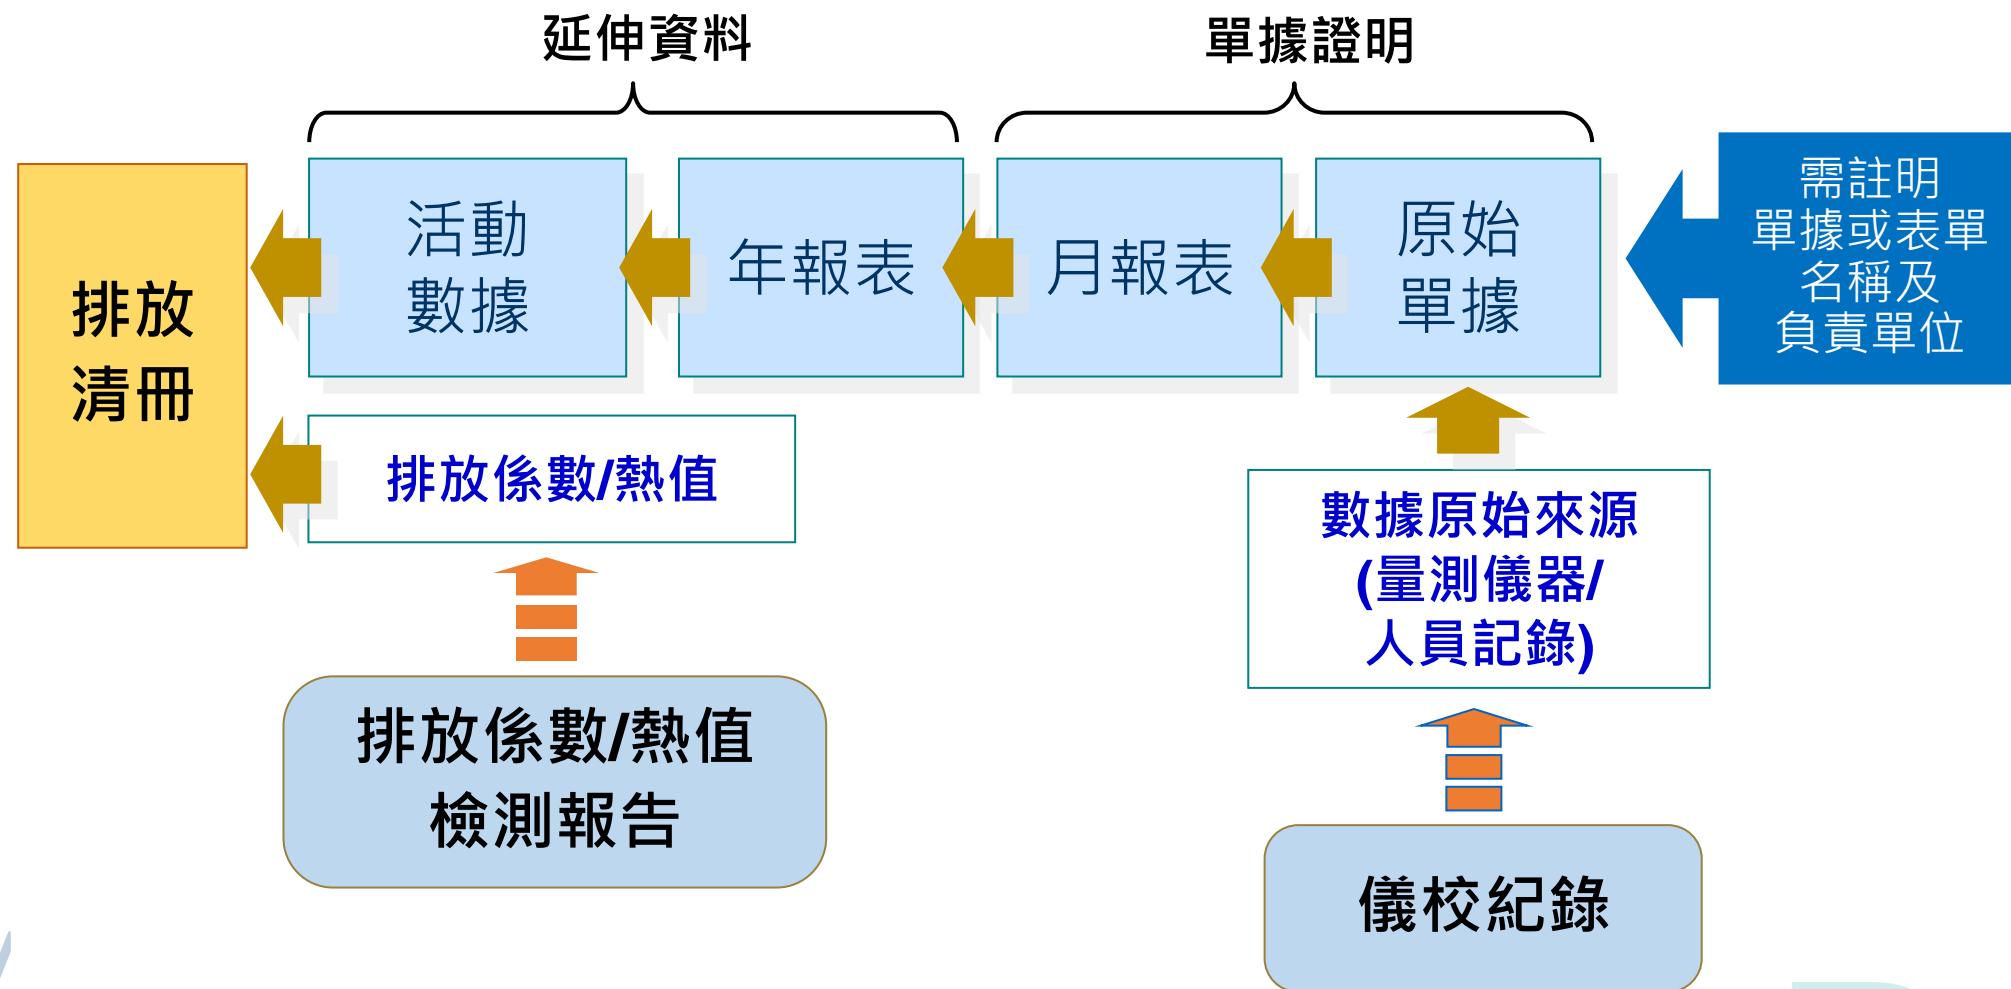 延伸資料
單據證明
排放
清冊
活動
數據
年報表
月報表
原始
單據
需註明
單據或表單
名稱及
負責單位
排放係數/熱值
數據原始來源
(量測儀器/
人員記錄)
排放係數/熱值
檢測報告
儀校紀錄